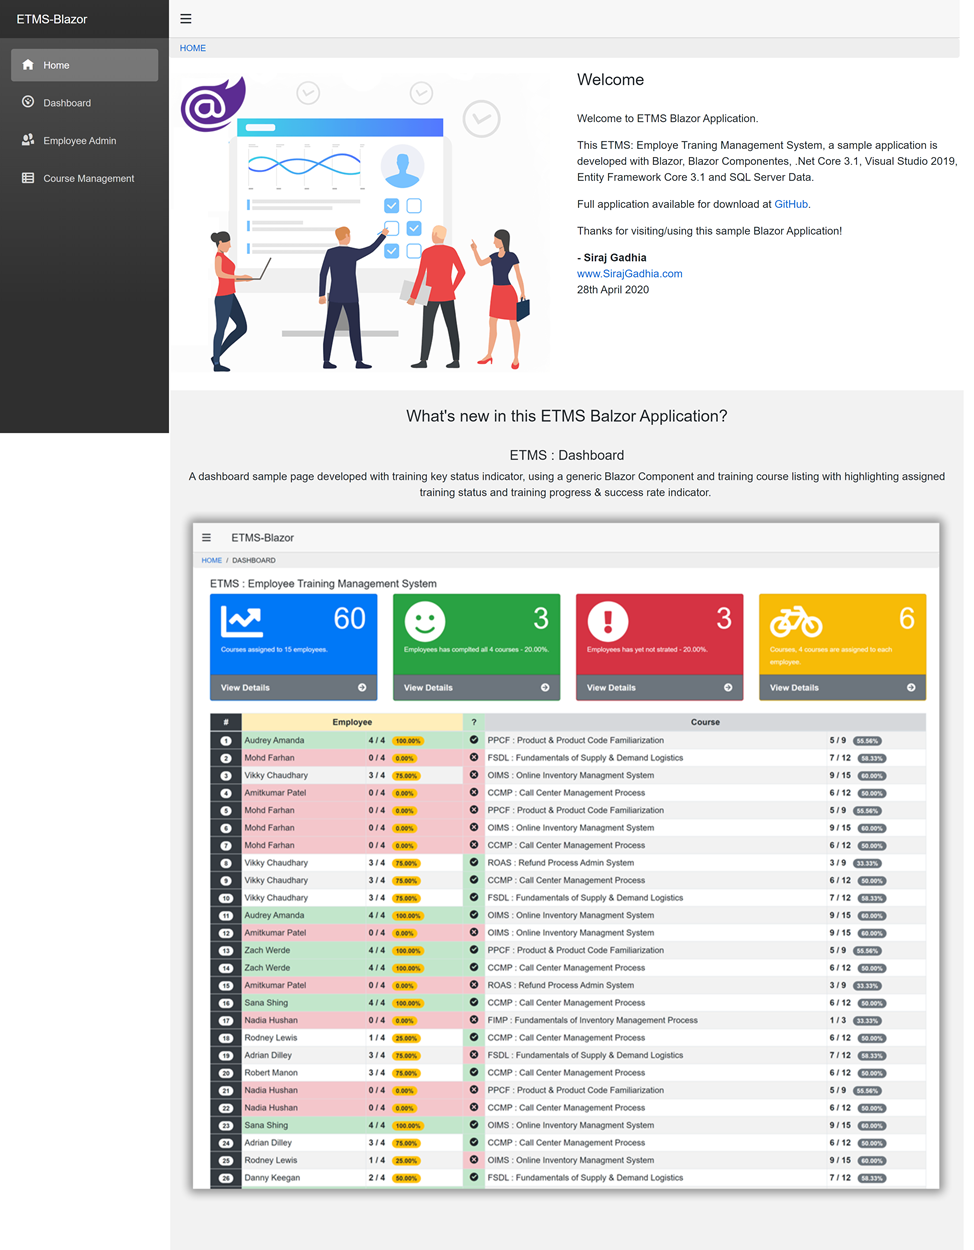 ETMS-Blazor
Home
Dashboard
Employee Admin
Course Management
HOME
Welcome
Welcome to ETMS Blazor Application.
This ETMS: Employe Traning Management System, a sample application is
developed with Blazor, Blazor Componentes, .Net Core 3.1, Visual Studio 2019,
Entity Framework Core 3.1 and SQL Server Data.
Full application available for download at GitHub.
Thanks for visiting/using this sample Blazor Application!
- Siraj Gadhia
www.SirajGadhia.com
28th April 2020
What's new in this ETMS Balzor Application?
ETMS : Dashboard
A dashboard sample page developed with training key status indicator, using a generic Blazor Component and training course listing with highlighting assigned
training status and training progress & success rate indicator.
ETMS-Blazor
HOME / DASHBOARD
ETMS : Employee Training Management System
60
Courses assigned to 15 employees.
View Details
3
Employees has complted all 4 courses - 20.00%.
View Details
3
Employees has yet not strated - 20.00%.
View Details
6
Courses, 4 courses are assigned to each
employee.
View Details
# Employee ? Course
1 Audrey Amanda 4 / 4 100.00% PPCF : Product & Product Code Familiarization 5 / 9 55.56%
2 Mohd Farhan 0 / 4 0.00% FSDL : Fundamentals of Supply & Demand Logistics 7 / 12 58.33%
3 Vikky Chaudhary 3 / 4 75.00% OIMS : Online Inventory Managment System 9 / 15 60.00%
4 Amitkumar Patel 0 / 4 0.00% CCMP : Call Center Management Process 6 / 12 50.00%
5 Mohd Farhan 0 / 4 0.00% PPCF : Product & Product Code Familiarization 5 / 9 55.56%
6 Mohd Farhan 0 / 4 0.00% OIMS : Online Inventory Managment System 9 / 15 60.00%
7 Mohd Farhan 0 / 4 0.00% CCMP : Call Center Management Process 6 / 12 50.00%
8 Vikky Chaudhary 3 / 4 75.00% ROAS : Refund Process Admin System 3 / 9 33.33%
9 Vikky Chaudhary 3 / 4 75.00% CCMP : Call Center Management Process 6 / 12 50.00%
10 Vikky Chaudhary 3 / 4 75.00% FSDL : Fundamentals of Supply & Demand Logistics 7 / 12 58.33%
11 Audrey Amanda 4 / 4 100.00% OIMS : Online Inventory Managment System 9 / 15 60.00%
12 Amitkumar Patel 0 / 4 0.00% OIMS : Online Inventory Managment System 9 / 15 60.00%
13 Zach Werde 4 / 4 100.00% PPCF : Product & Product Code Familiarization 5 / 9 55.56%
14 Zach Werde 4 / 4 100.00% CCMP : Call Center Management Process 6 / 12 50.00%
15 Amitkumar Patel 0 / 4 0.00% ROAS : Refund Process Admin System 3 / 9 33.33%
16 Sana Shing 4 / 4 100.00% CCMP : Call Center Management Process 6 / 12 50.00%
17 Nadia Hushan 0 / 4 0.00% FIMP : Fundamentals of Inventory Management Process 1 / 3 33.33%
18 Rodney Lewis 1 / 4 25.00% CCMP : Call Center Management Process 6 / 12 50.00%
19 Adrian Dilley 3 / 4 75.00% FSDL : Fundamentals of Supply & Demand Logistics 7 / 12 58.33%
20 Robert Manon 3 / 4 75.00% CCMP : Call Center Management Process 6 / 12 50.00%
21 Nadia Hushan 0 / 4 0.00% PPCF : Product & Product Code Familiarization 5 / 9 55.56%
22 Nadia Hushan 0 / 4 0.00% CCMP : Call Center Management Process 6 / 12 50.00%
23 Sana Shing 4 / 4 100.00% OIMS : Online Inventory Managment System 9 / 15 60.00%
24 Adrian Dilley 3 / 4 75.00% CCMP : Call Center Management Process 6 / 12 50.00%
25 Rodney Lewis 1 / 4 25.00% OIMS : Online Inventory Managment System 9 / 15 60.00%
26 Danny Keegan 2 / 4 50.00% FSDL : Fundamentals of Supply & Demand Logistics 7 / 12 58.33%